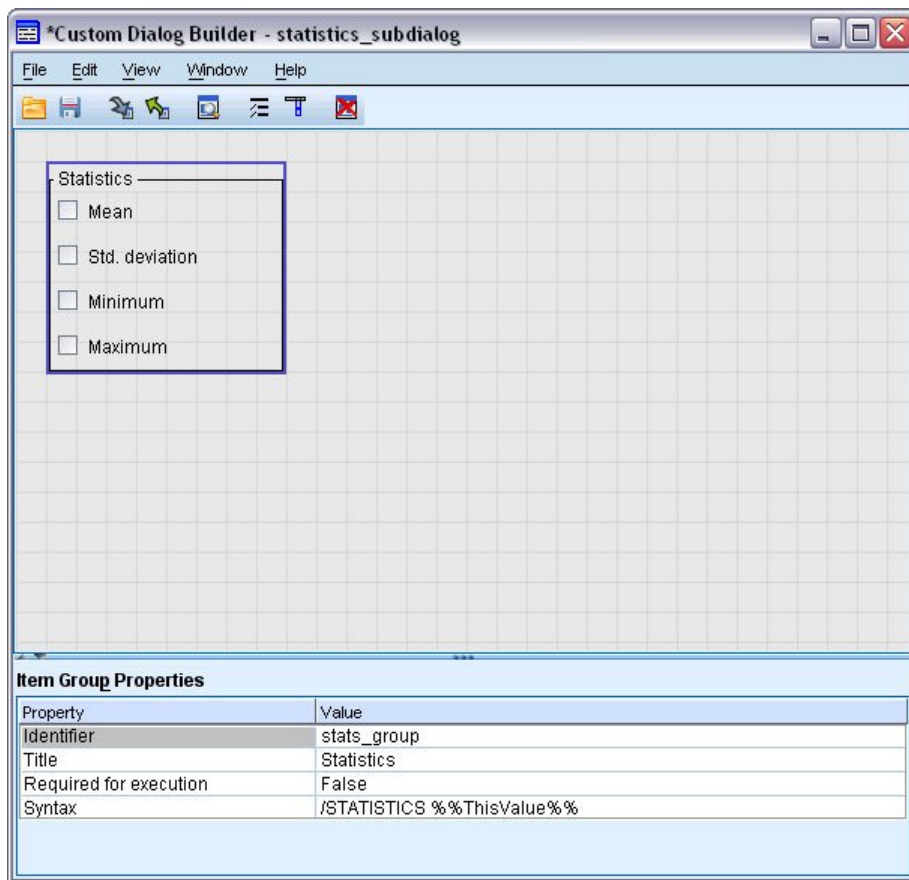 *Custom Dialog Builder - statistics_subdialog
File Edit View Window Help
Statistics
Mean
Std. deviation
Minimum
Maximum
Item Group Properties
Property Value
Identifier stats_group
Title Statistics
Required for execution False
Syntax /STATISTICS %%ThisValue%%